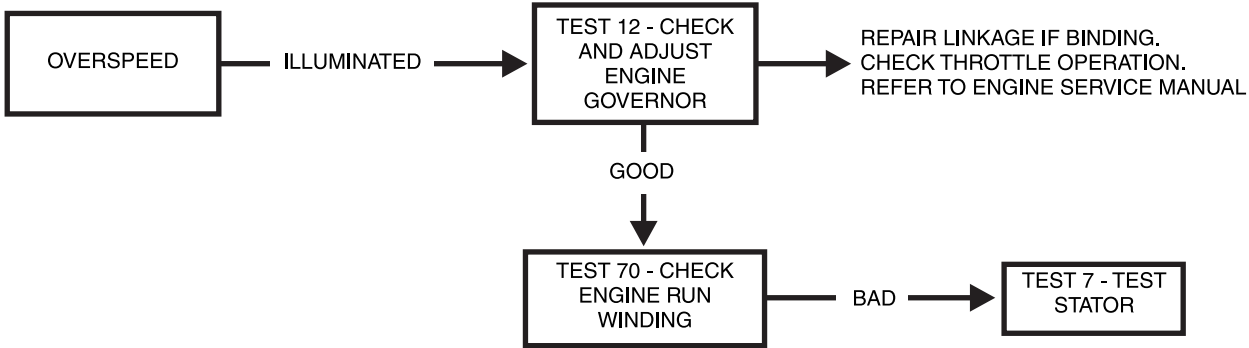 OVERSPEED
ILLUMINATED
TEST 12 - CHECK
AND ADJUST
ENGINE
GOVERNOR
REPAIR LINKAGE IF BINDING.
CHECK THROTTLE OPERATION.
REFER TO ENGINE SERVICE MANUAL
GOOD
TEST 70 - CHECK
ENGINE RUN
WINDING
BAD
TEST 7 - TEST
STATOR